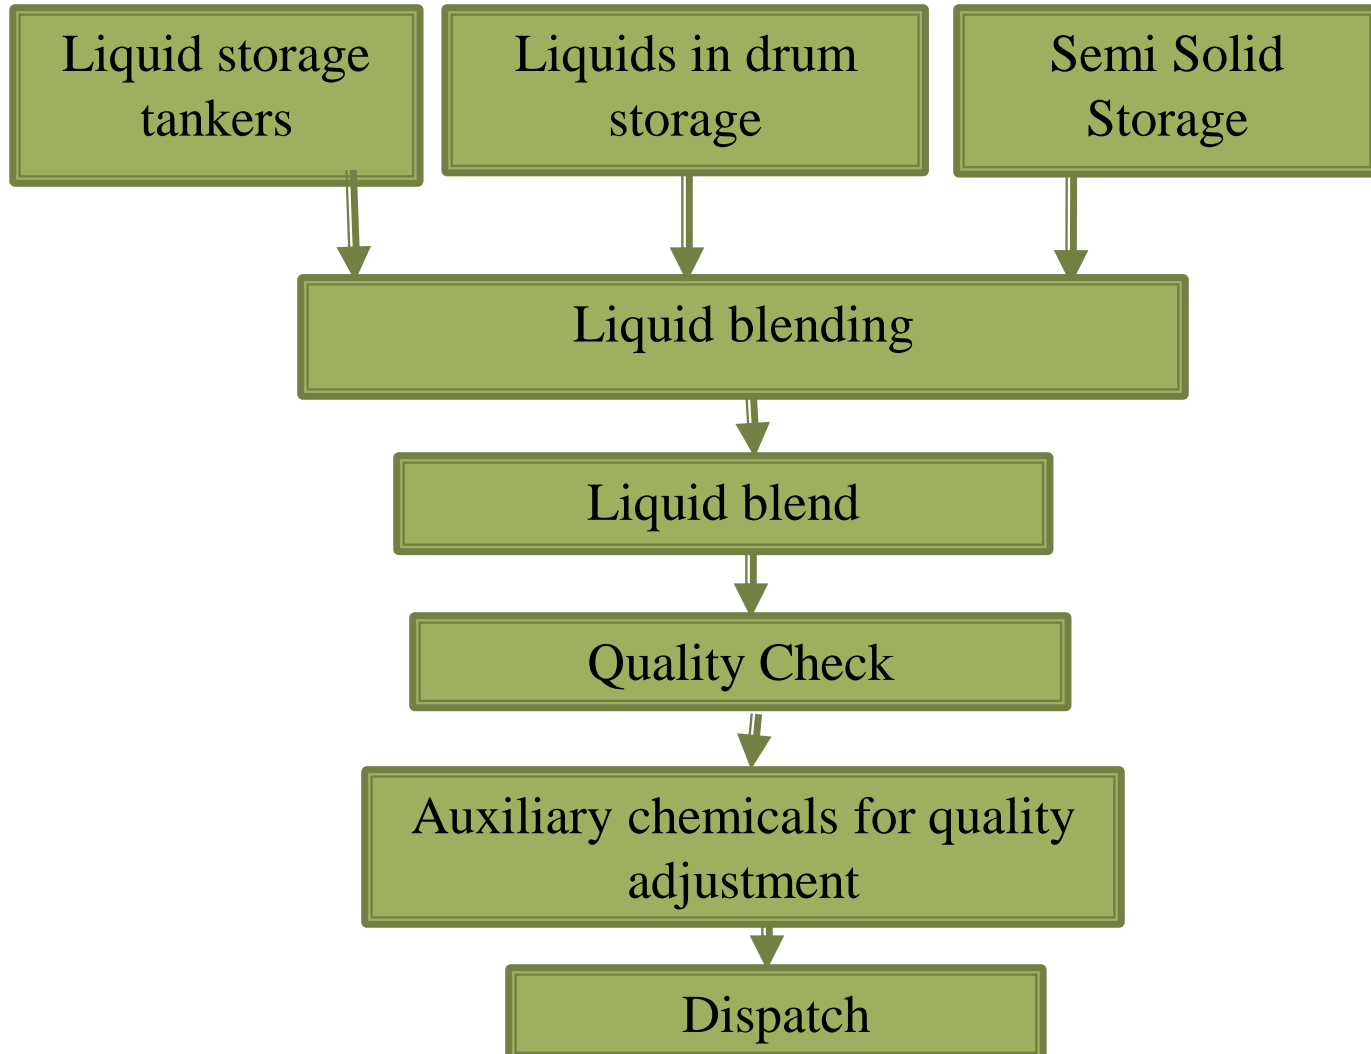 Liquid storage
tankers
Liquids in drum
storage
Semi Solid
Storage
Liquid blending
Liquid blend
Quality Check
Auxiliary chemicals for quality
adjustment
Dispatch